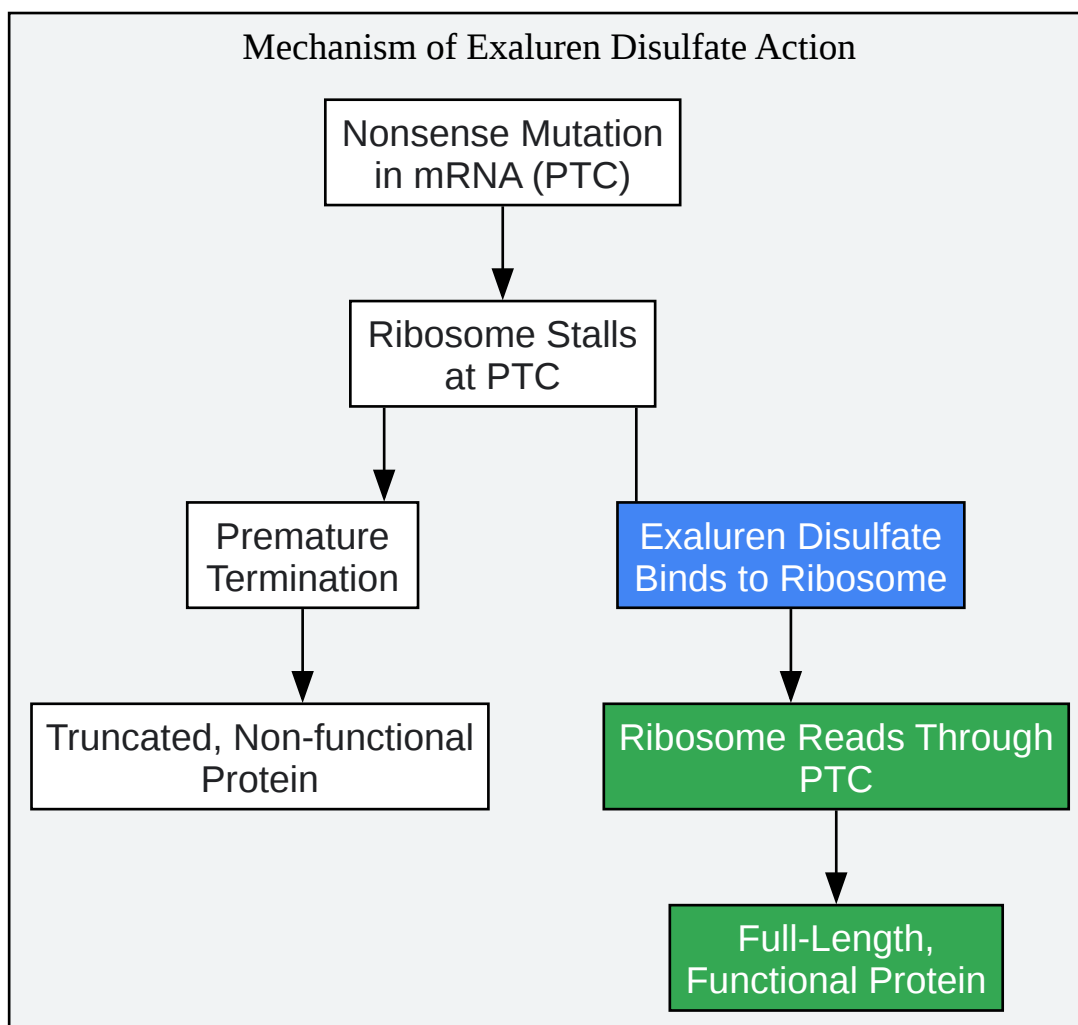 Mechanism of Exaluren Disulfate Action
Nonsense Mutation
in mRNA (PTC)
Ribosome Stalls
at PTC
Premature
Termination
Exaluren Disulfate
Binds to Ribosome
Truncated, Non-functional
Protein
Ribosome Reads Through
PTC
Full-Length,
Functional Protein